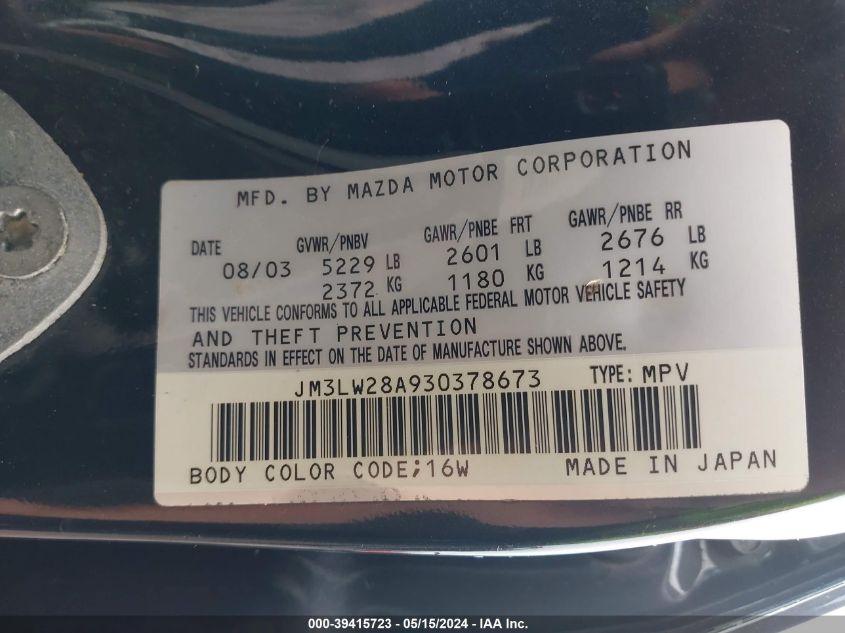 MFD. BY MAZDA MOTOR CORPORATION
DATE GVWR/PNBV GAWR/PNBE FRT GAWR/PNBE RR
08/03 5229 LB 2601 LB 2676 LB
2372 KG 1180 KG 1214 KG
THIS VEHICLE CONFORMS TO ALL APPLICABLE FEDERAL MOTOR VEHICLE SAFETY
AND THEFT PREVENTION
STANDARDS IN EFFECT ON THE DATE OF MANUFACTURE SHOWN ABOVE.
JM3LW28A930378673 TYPE: MPV
BODY COLOR CODE;16W MADE IN JAPAN
000-39415723 - 05/15/2024 - IAA Inc.